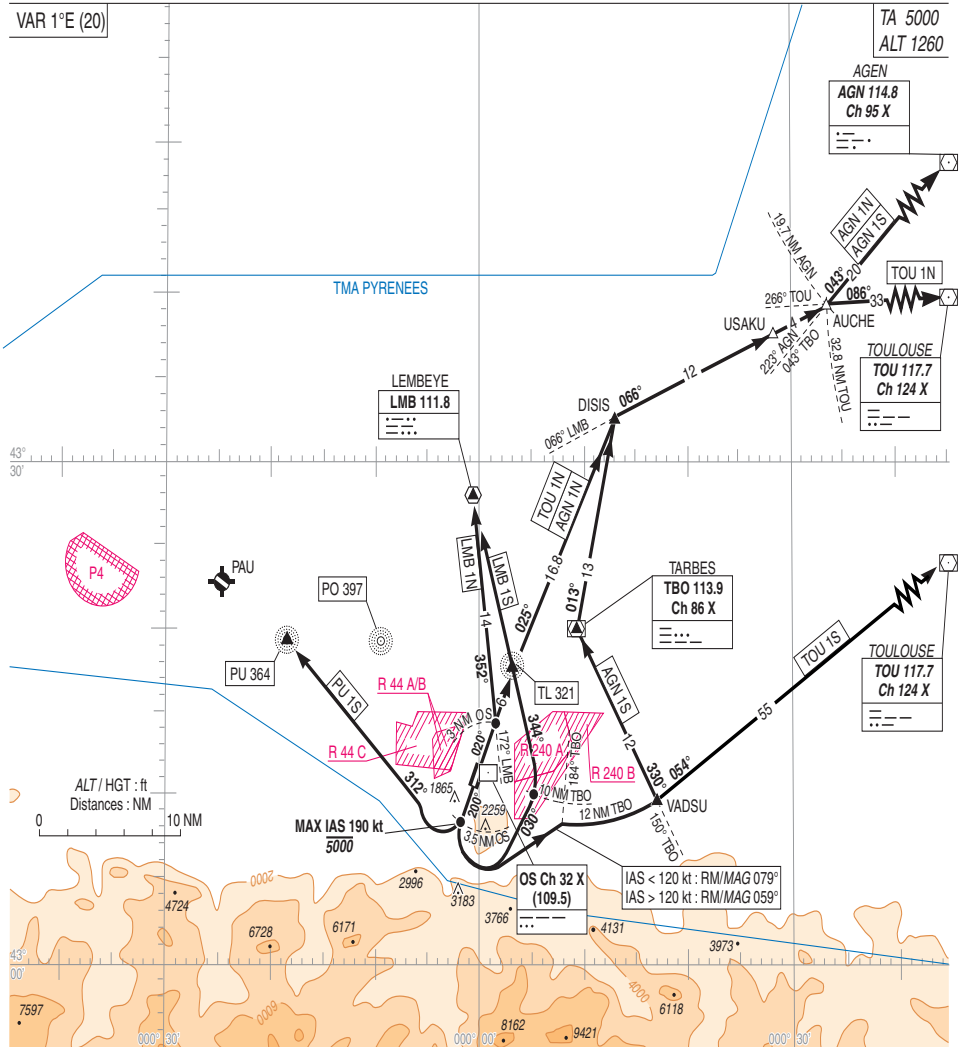 VAR 1°E (20)
TA 5000
ALT 1260
AGEN
AGN 114.8
Ch 95 X
19.7 NM AGN
AGN 1N
AGN 1S
043°
20
TOU 1N
266° TOU
086°
33
TMA PYRENEES
USAKU
4
AUCHE
223° AGN
043° TBO
32.8 NM TOU
TOULOUSE
TOU 117.7
Ch 124 X
12
LEMBEYE
LMB 111.8
DISIS
066°
066° LMB
43°
30'
TOU 1N
AGN 1N
LMB 1N
LMB 1S
16.8
13
P4
PAU
PO 397
TARBES
TBO 113.9
Ch 86 X
14
025°
013°
TOU 1S
TOULOUSE
TOU 117.7
Ch 124 X
PU 364
352°
TL 321
PU 1S
R 44 A/B
AGN 1S
6
3 NM OS
344°
55
R 44 C
020°
172° LMB
R 240 A
184° TBO
R 240 B
12
330°
054°
312°
1865
10 NM TBO
VADSU
ALT / HGT : ft
Distances : NM
0
10 NM
200°
2259
12 NM TBO
MAX IAS 190 kt
5000
3.5 NM OS
030°
150° TBO
OS Ch 32 X
(109.5)
IAS < 120 kt : RM/MAG 079°
IAS > 120 kt : RM/MAG 059°
2000
2996
3183
4724
3766
6728
6171
4131
3973
43°
00'
4000
7597
6000
6118
8162
9421
000° 30'
000° 00'
000° 30'